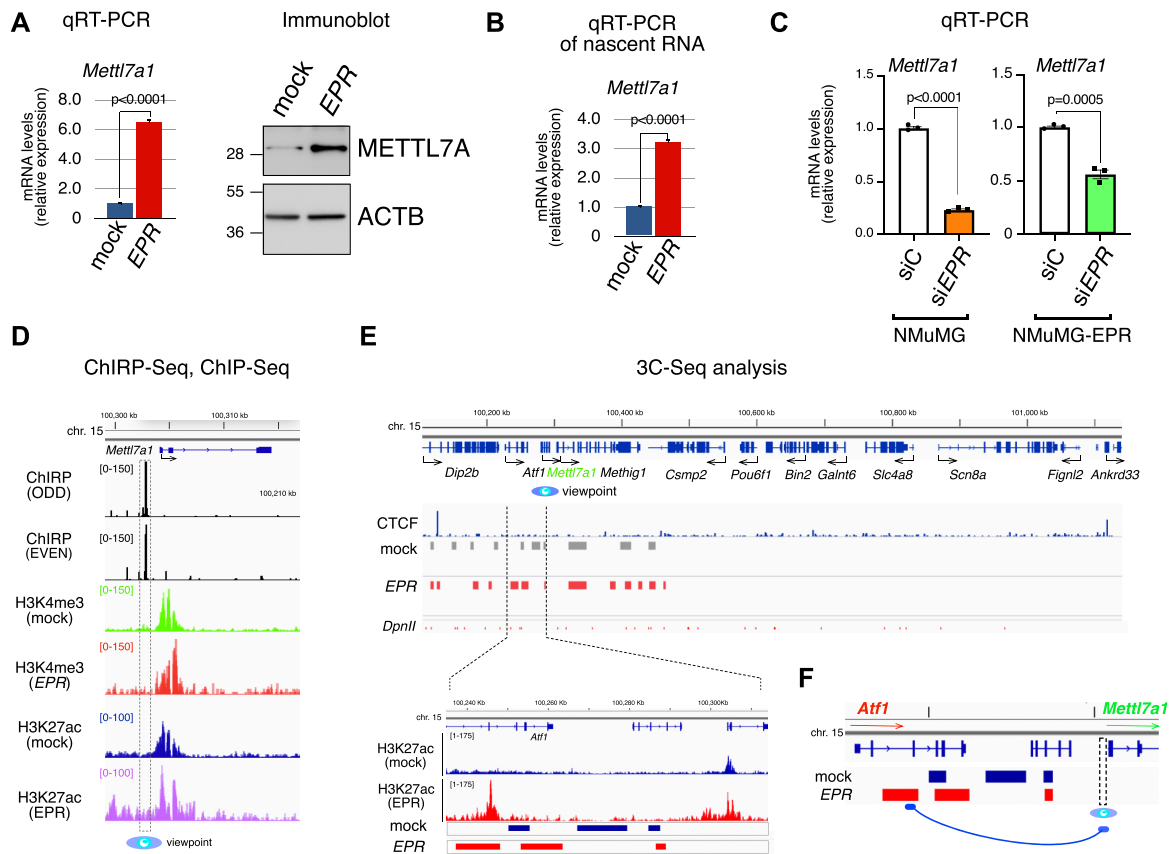 A
qRT-PCR
Immunoblot
Mettl7a1
8.0
p<0.0001
6.0
4.0
2.0
0
mRNA levels
(relative expression)
mock
EPR
mock
EPR
28
METTL7A
55
36
ACTB
B
qRT-PCR
of nascent RNA
Mettl7a1
4.0
p<0.0001
3.0
2.0
1.0
0
mRNA levels
(relative expression)
mock
EPR
C
qRT-PCR
Mettl7a1
1.5
p<0.0001
1.0
0.5
0.0
mRNA levels
(relative expression)
siC
siEPR
NMuMG
Mettl7a1
1.5
p=0.0005
1.0
0.5
0
siC
siEPR
NMuMG-EPR
D
ChIRP-Seq, ChIP-Seq
100,300 kb
100,310 kb
chr. 15
Mettl7a1
ChIRP
(ODD)
[0-150]
100,210 kb
ChIRP
(EVEN)
[0-150]
H3K4me3
(mock)
[0-150]
H3K4me3
(EPR)
[0-150]
H3K27ac
(mock)
[0-100]
H3K27ac
(EPR)
[0-100]
viewpoint
E
3C-Seq analysis
100,200 kb
100,400 kb
100,600 kb
100,800 kb
101,000 kb
chr. 15
Dip2b
Atf1
Mettl7a1
Methig1
Csmp2
Pou6f1
Bin2
Galnt6
Slc4a8
Scn8a
Fignl2
Ankrd33
viewpoint
CTCF
mock
EPR
DpnII
100,240 kb
100,260 kb
100,280 kb
100,300kb
chr. 15
Atf1
H3K27ac
(mock)
[1-175]
H3K27ac
(EPR)
[1-175]
mock
EPR
F
Atf1
Mettl7a1
chr. 15
mock
EPR